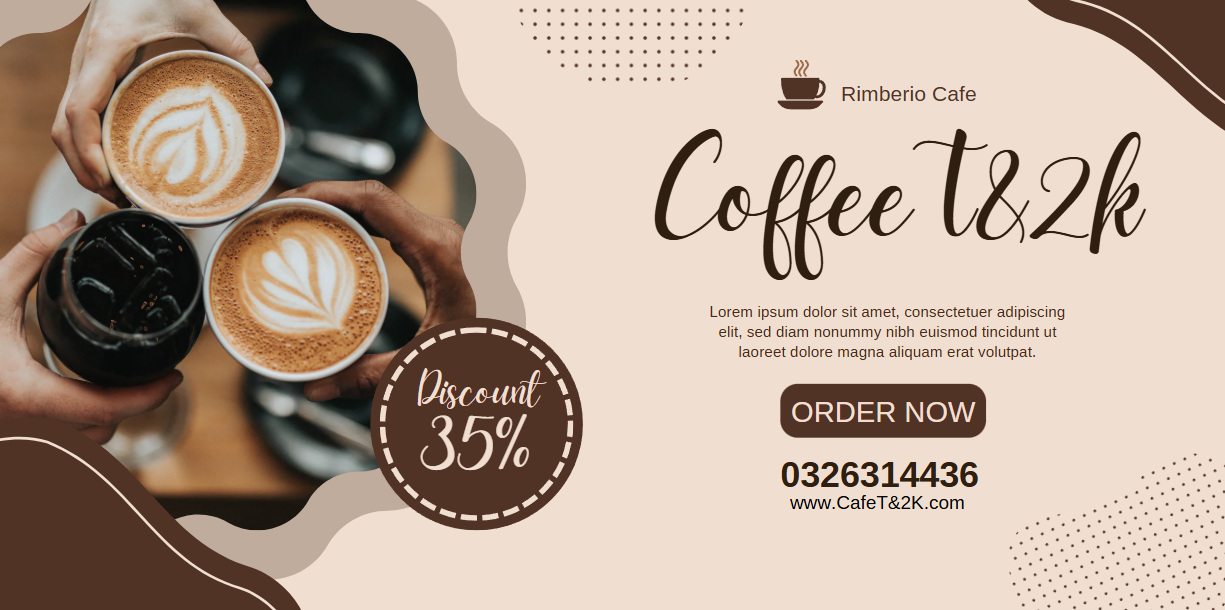 Rimberio Cafe
Coffee T&2k
Lorem ipsum dolor sit amet, consectetuer adipiscing
elit, sed diam nonummy nibh euismod tincidunt ut
laoreet dolore magna aliquam erat volutpat.
Discount
35%
ORDER NOW
0326314436
www.CafeT&2K.com